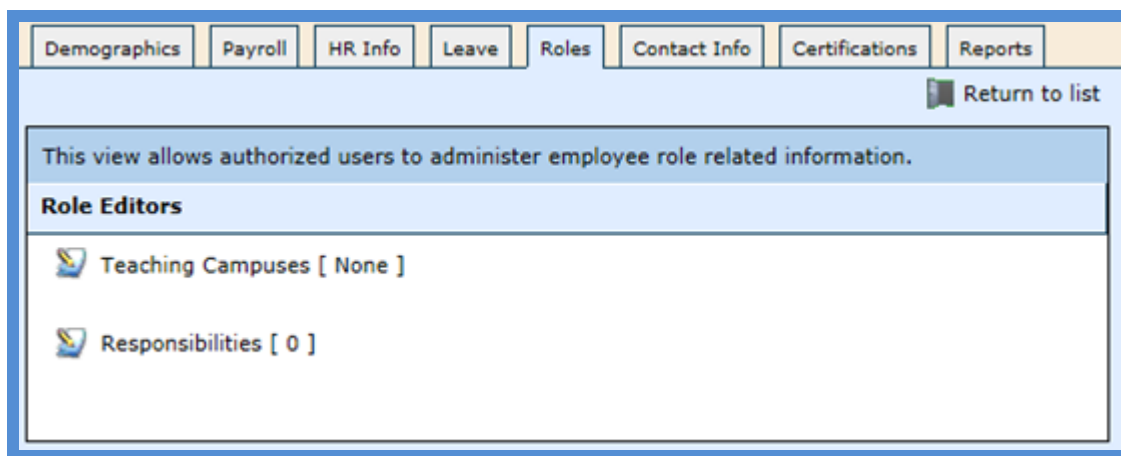 Demographics Payroll HR Info Leave Roles Contact Info Certifications Reports
Return to list
This view allows authorized users to administer employee role related information.
Role Editors
Teaching Campuses [ None ]
Responsibilities [ 0 ]